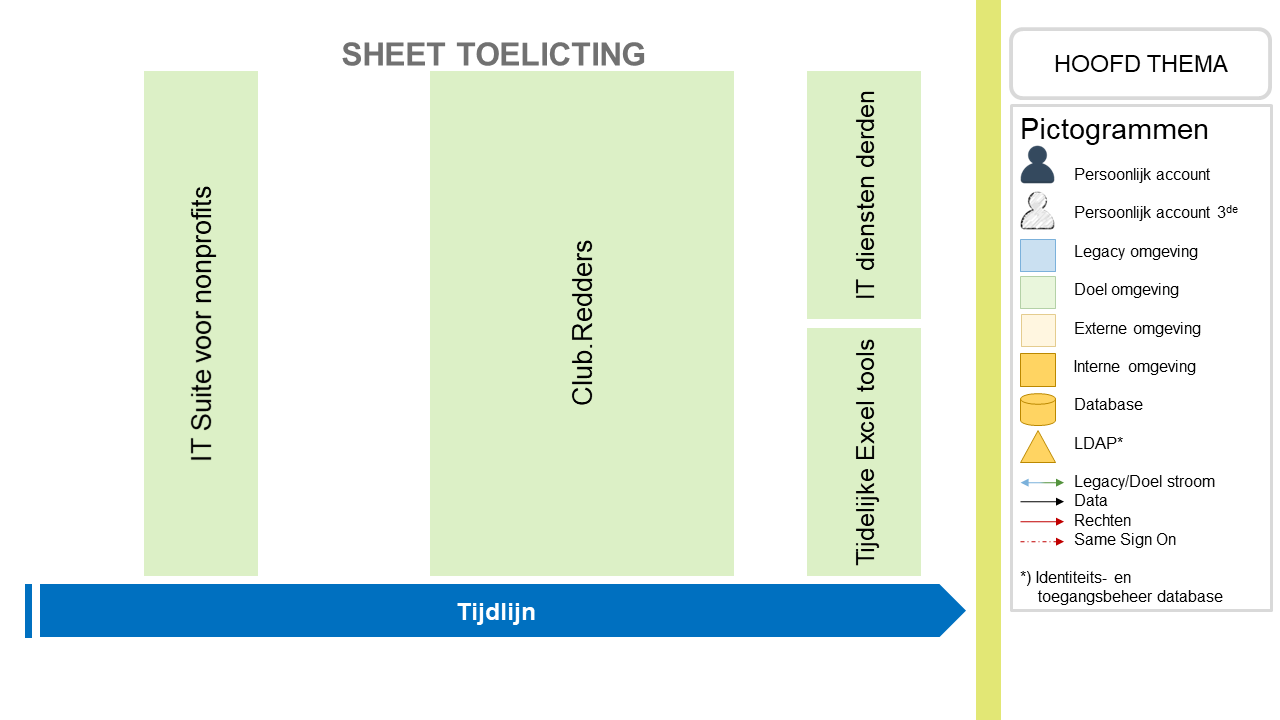 SHEET TOELICTING
IT Suite voor nonprofits
Club.Redders
IT diensten derden
Tijdelijke Excel tools
Tijdlijn
HOOFD THEMA
Pictogrammen
Persoonlijk account
Persoonlijk account 3de
Legacy omgeving
Doel omgeving
Externe omgeving
Interne omgeving
Database
LDAP*
Legacy/Doel stroom
Data
Rechten
Same Sign On
*) Identiteits- en
toegangsbeheer database